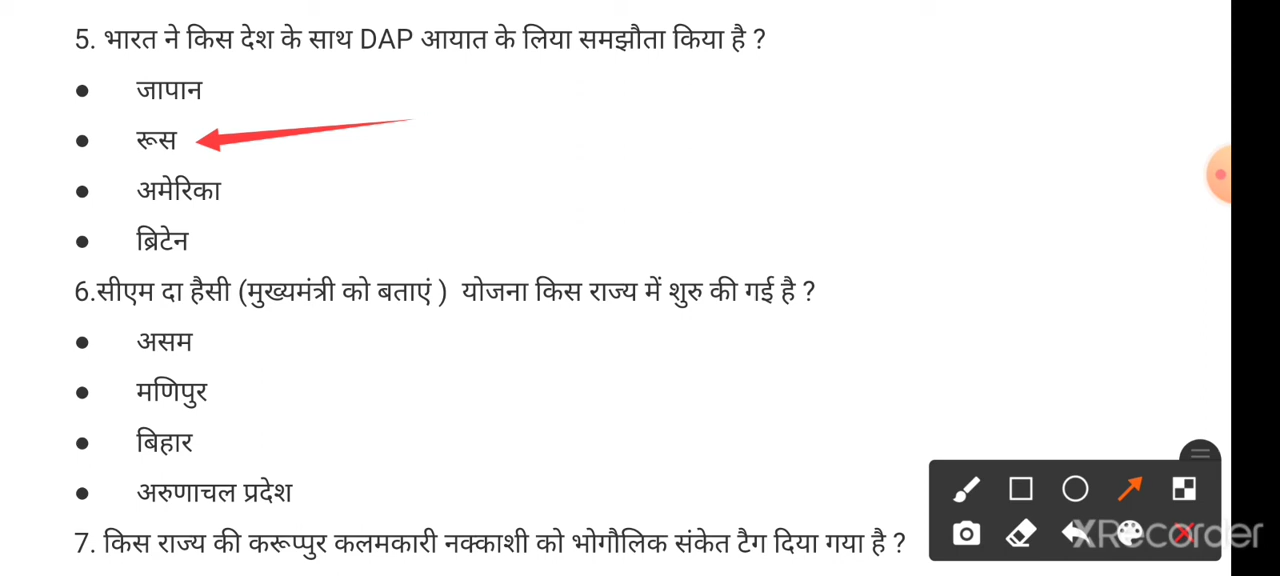 5. भारत ने किस देश के साथ DAP आयात के लिया समझौता किया है ?
● जापान
● रूस
● अमेरिका
● ब्रिटेन
6.सीएम दा हैसी (मुख्यमंत्री को बताएं ) योजना किस राज्य में शुरु की गई है ?
● असम
● मणिपुर
● बिहार
● अरुणाचल प्रदेश
7. किस राज्य की करूप्पुर कलमकारी नक्काशी को भोगौलिक संकेत टैग दिया गया है ?
XRecorder